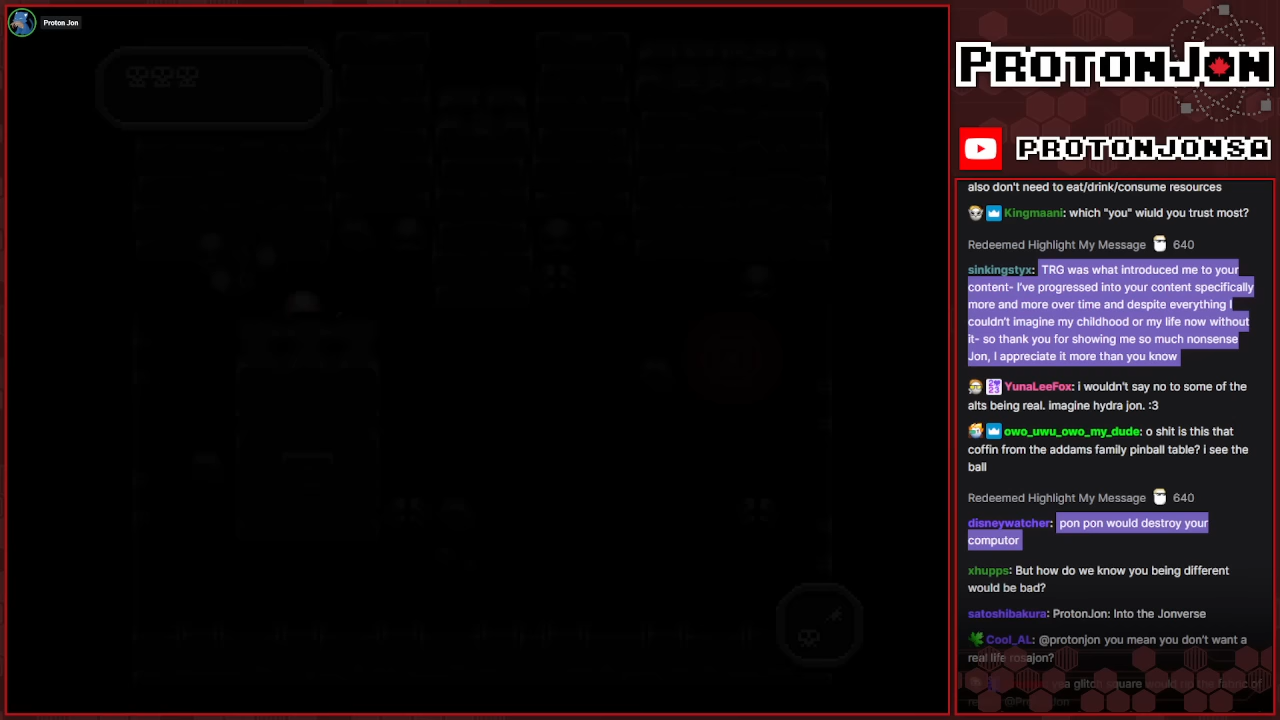 Proton Jon
PROTONJON
PROTONJONSA
also don't need to eat/drink/consume resources
Kingmaani: which "you" wiuld you trust most?
Redeemed Highlight My Message 640
sinkingstyx: TRG was what introduced me to your
content- I've progressed into your content specifically
more and more over time and despite everything I
couldn't imagine my childhood or my life now without
it- so thank you for showing me so much nonsense
Jon, I appreciate it more than you know
YunaLeeFox: i wouldn't say no to some of the
alts being real. imagine hydra jon. :3
owo_uwu_owo_my_dude: o shit is this that
coffin from the addams family pinball table? i see the
ball
Redeemed Highlight My Message 640
disneywatcher: pon pon would destroy your
computor
xhupps: But how do we know you being different
would be bad?
satoshibakura: ProtonJon: Into the Jonverse
Cool_AL: @protonjon you mean you don't want a
real life rosajon?
glitch square would the fabric of